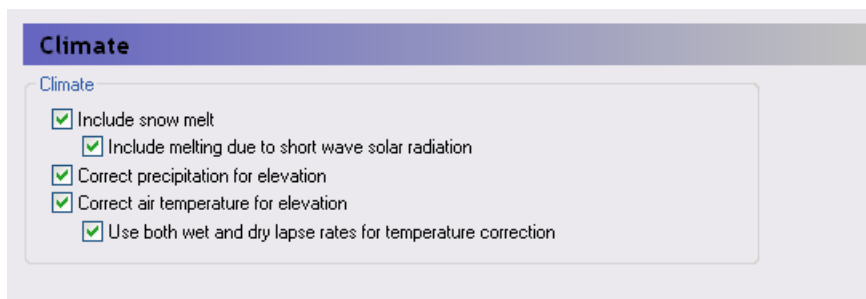 Climate
Climate
Include snow melt
Include melting due to short wave solar radiation
Correct precipitation for elevation
Correct air temperature for elevation
Use both wet and dry lapse rates for temperature correction